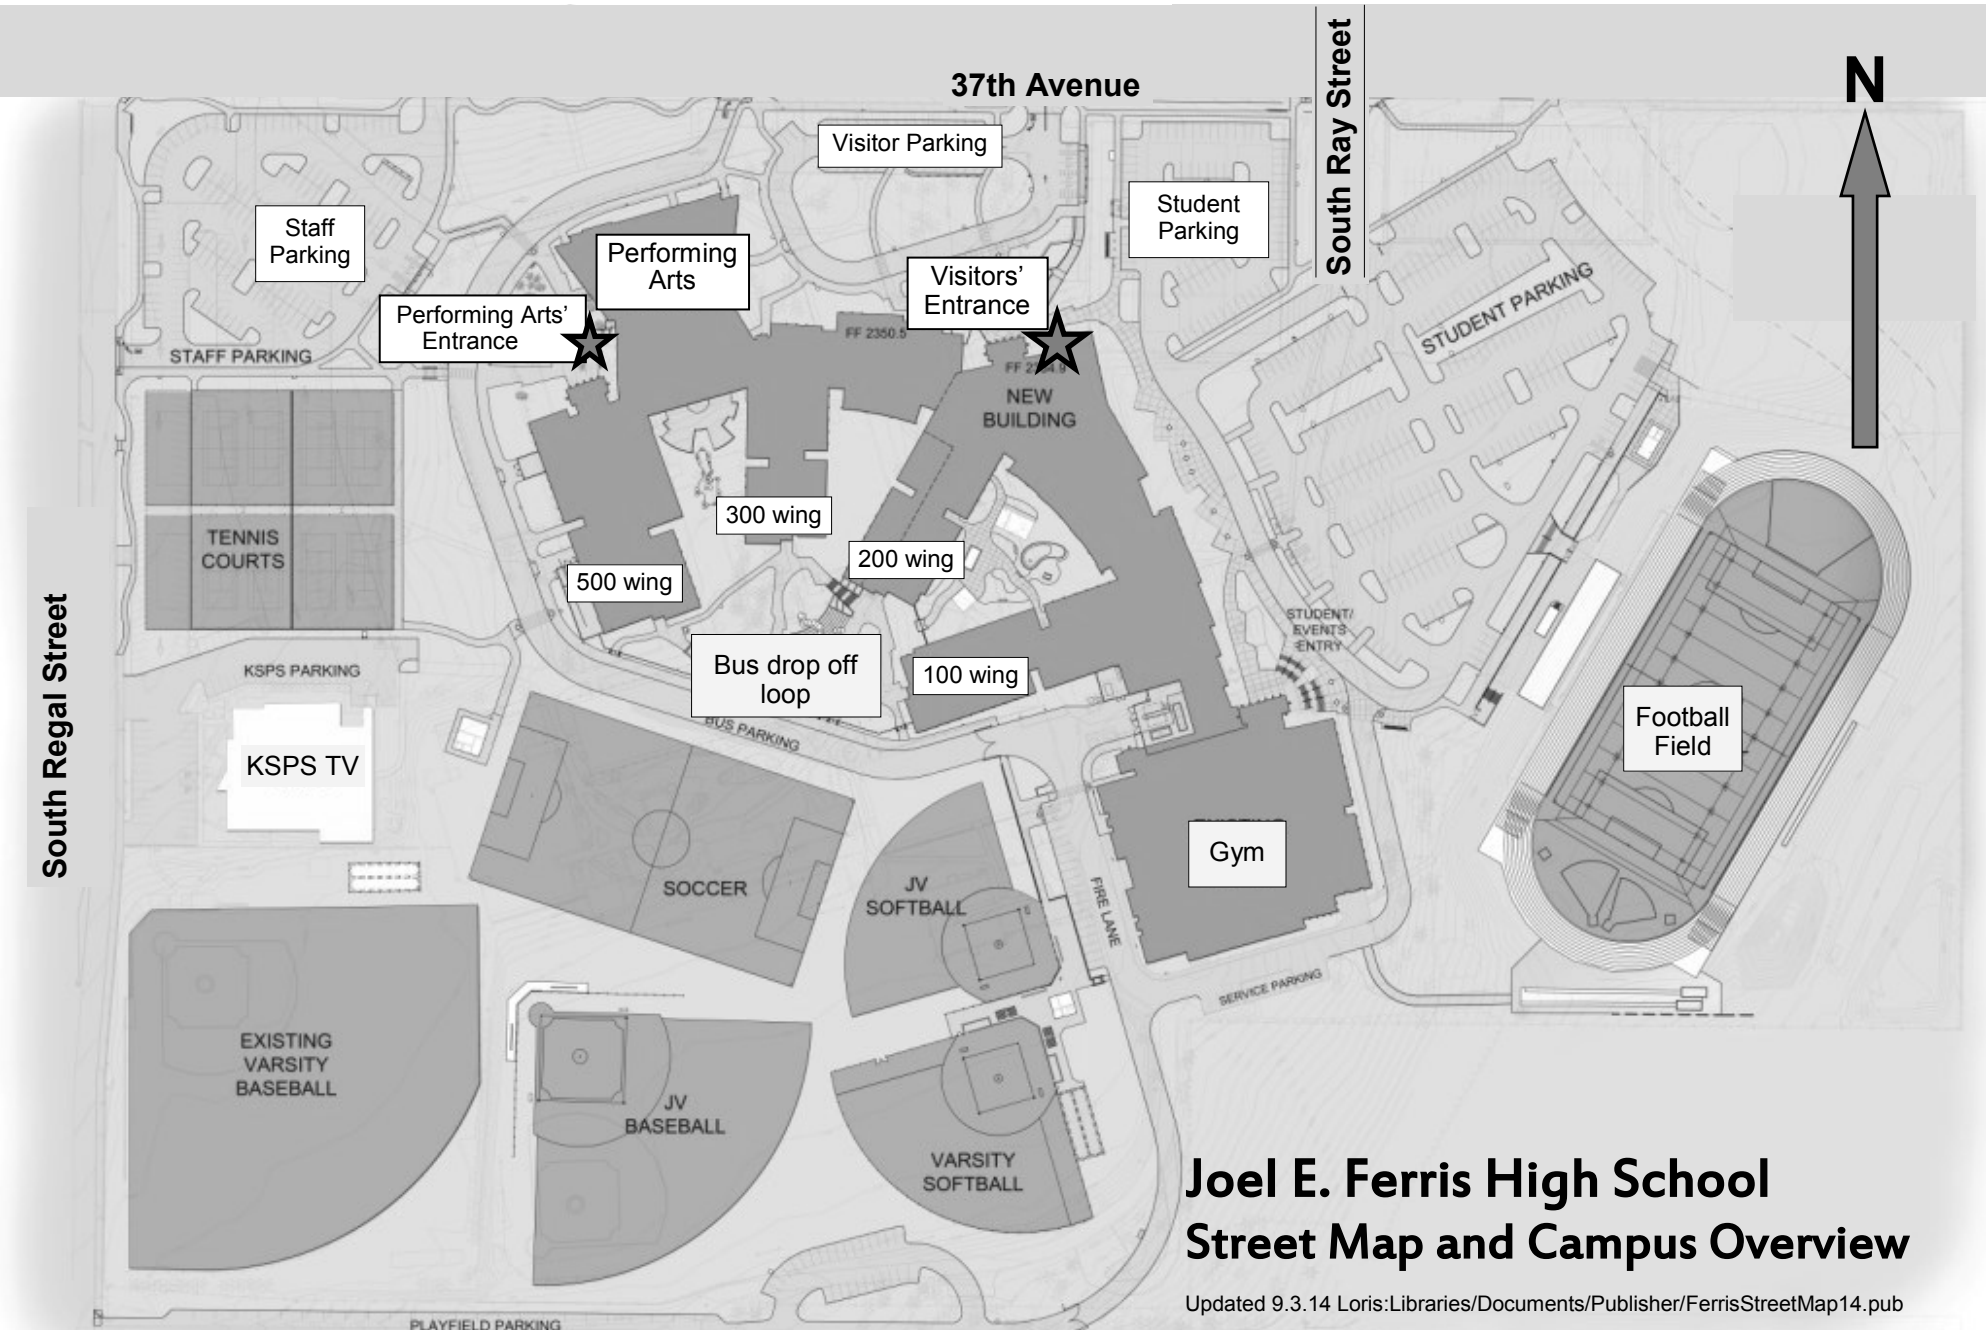 37th Avenue
South Ray Street
N
Visitor Parking
Staff
Parking
Student
Parking
Performing
Arts
Visitors’
Entrance
Performing Arts’
Entrance
STUDENT PARKING
STAFF PARKING
FF 2350.5
NEW
BUILDING
300 wing
TENNIS
COURTS
200 wing
500 wing
South Regal Street
STUDENT/
EVENTS
ENTRY
KSPS PARKING
Bus drop off
loop
100 wing
BUS PARKING
Football
Field
KSPS TV
Gym
SOCCER
JV
SOFTBALL
FIRE LANE
SERVICE PARKING
EXISTING
VARSITY
BASEBALL
JV
BASEBALL
VARSITY
SOFTBALL
Joel E. Ferris High School
Street Map and Campus Overview
Updated 9.3.14 Loris:Libraries/Documents/Publisher/FerrisStreetMap14.pub
PLAYFIELD PARKING